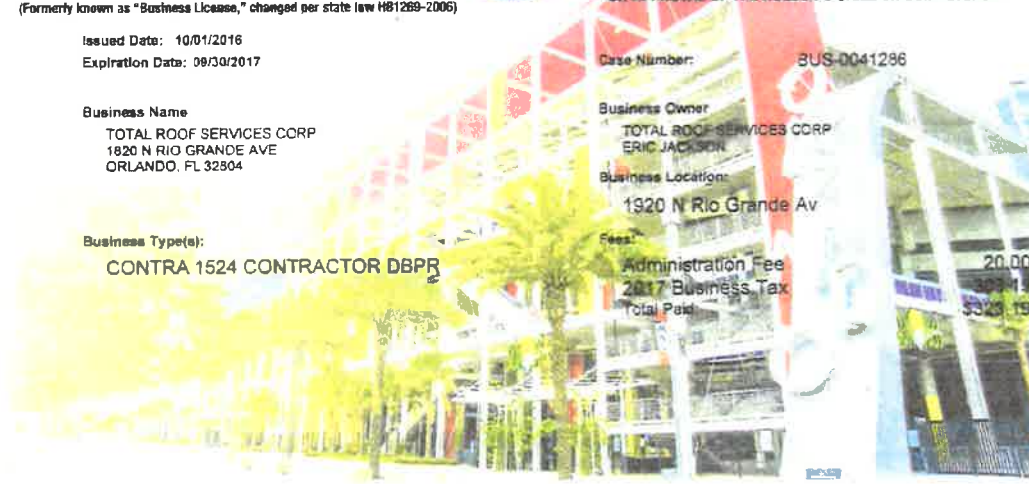 (Formerly known as "Business License," changed per state law HB1269-2006)
Issued Date: 10/01/2016
Expiration Date: 09/30/2017
Case Number: BUS-0041286
Business Name
TOTAL ROOF SERVICES CORP
1820 N RIO GRANDE AVE
ORLANDO, FL 32804
Business Owner
TOTAL ROOF SERVICES CORP
ERIC JACKSON
Business Location:
1920 N Rio Grande Av
Business Type(s):
CONTRA 1524 CONTRACTOR DBPR
Fees:
Administration Fee 20.00
2017 Business Tax
Total Paid